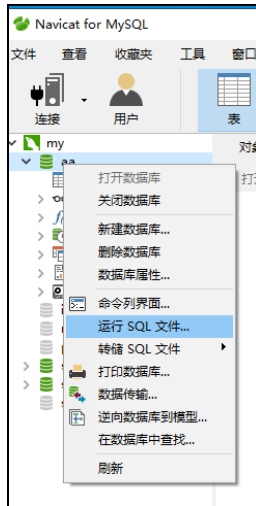 Navicat for MySQL
文件 查看 收藏夹 工具 窗口
连接 用户 表
my 对象
aa
打开数据库
关闭数据库
新建数据库...
删除数据库
数据库属性...
命令列界面...
运行 SQL 文件...
转储 SQL 文件
打印数据库...
数据传输...
逆向数据库到模型...
在数据库中查找...
刷新